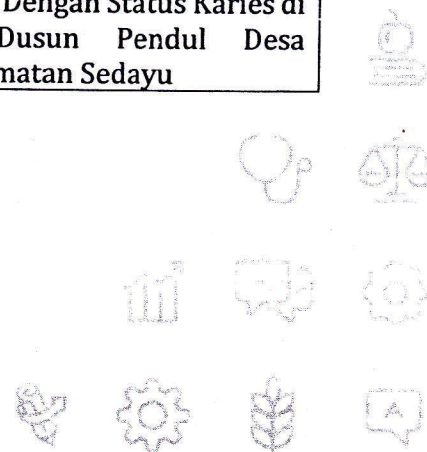 Dengan Status Karies di
Dusun Pendul Desa
matan Sedayu
A